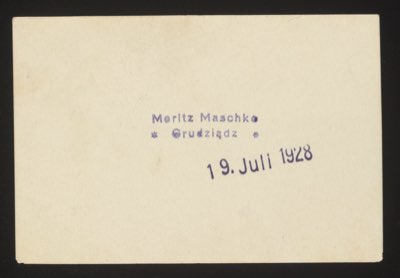 Moritz Maschke
* Grudziądz *
19. Juli 1928